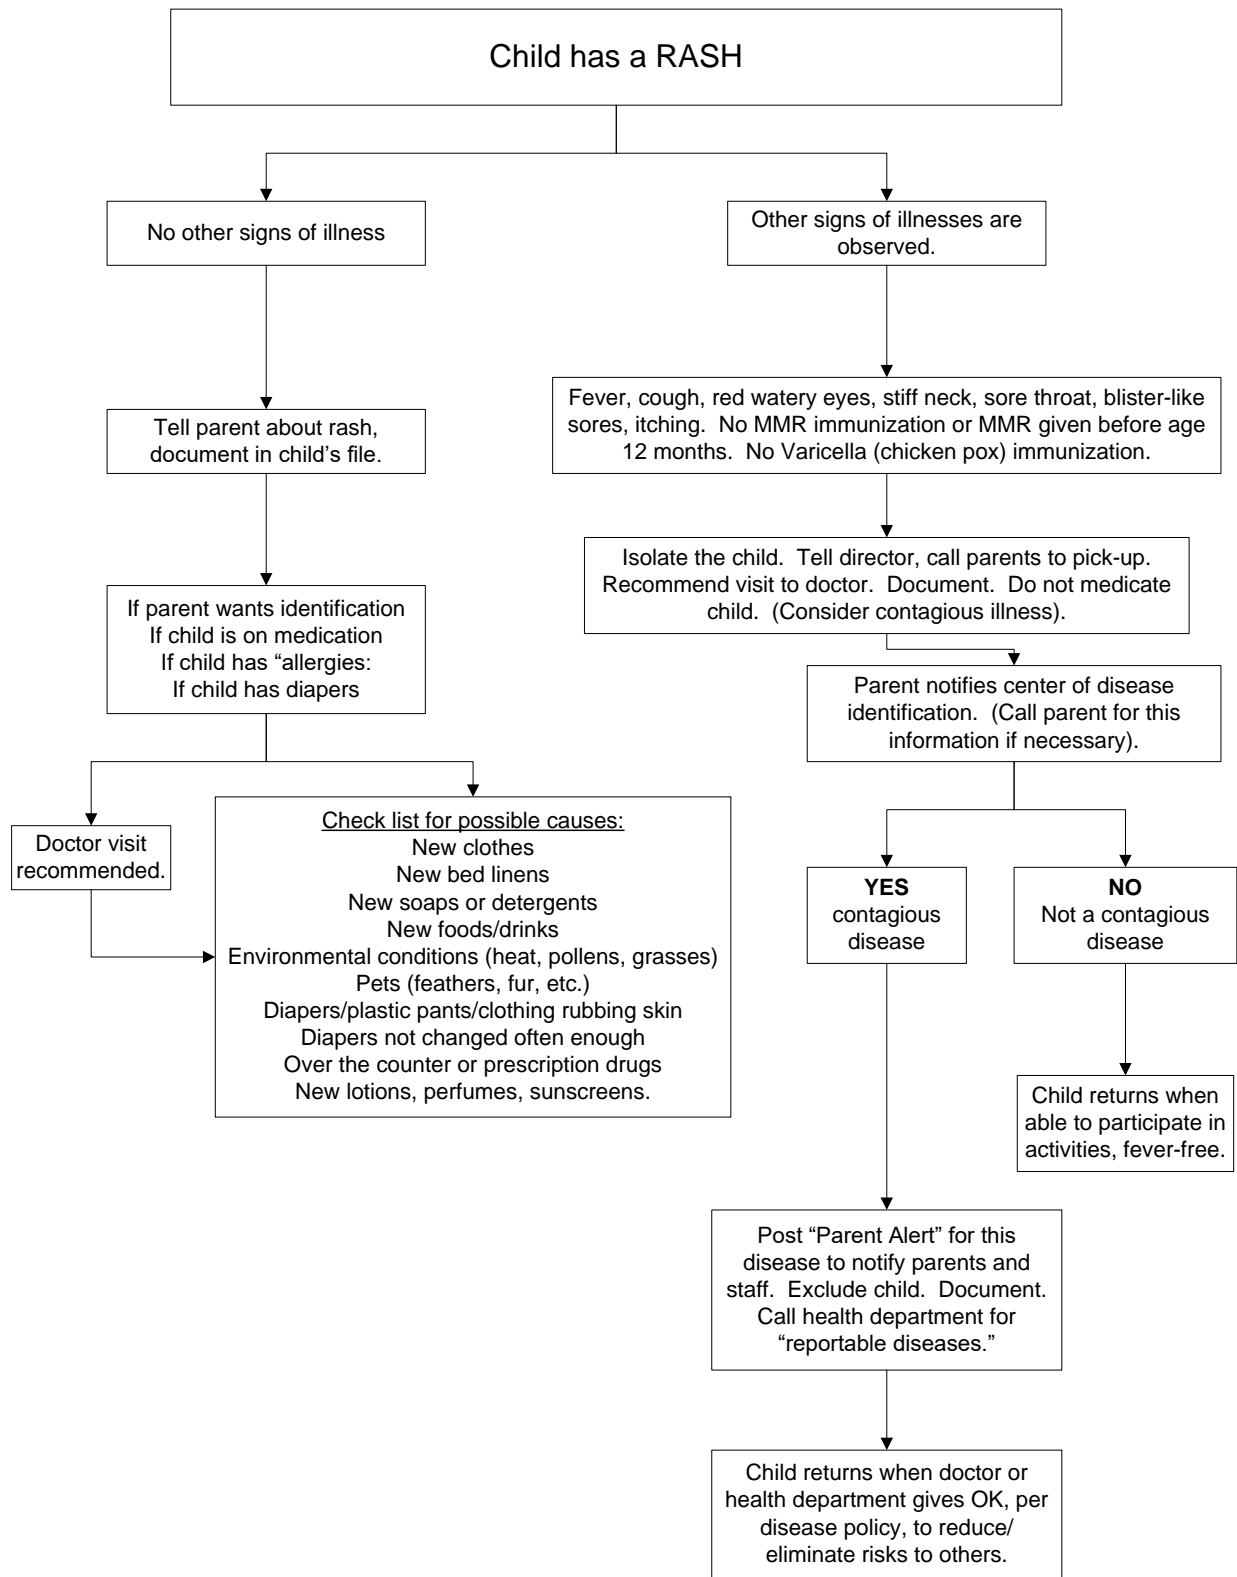 Child has a RASH
No other signs of illness
Other signs of illnesses are
observed.
Tell parent about rash,
document in child’s file.
Fever, cough, red watery eyes, stiff neck, sore throat, blister-like
sores, itching.  No MMR immunization or MMR given before age
12 months.  No Varicella (chicken pox) immunization.
Isolate the child.  Tell director, call parents to pick-up.
Recommend visit to doctor.  Document.  Do not medicate
child.  (Consider contagious illness).
If parent wants identification
If child is on medication
If child has “allergies:
If child has diapers
Parent notifies center of disease
identification.  (Call parent for this
information if necessary).
Doctor visit
recommended.
Check list for possible causes:
New clothes
New bed linens
New soaps or detergents
New foods/drinks
Environmental conditions (heat, pollens, grasses)
Pets (feathers, fur, etc.)
Diapers/plastic pants/clothing rubbing skin
Diapers not changed often enough
Over the counter or prescription drugs
New lotions, perfumes, sunscreens.
YES
contagious
disease
NO
Not a contagious
disease
Child returns when
able to participate in
activities, fever-free.
Post “Parent Alert” for this
disease to notify parents and
staff.  Exclude child.  Document.
Call health department for
“reportable diseases.”
Child returns when doctor or
health department gives OK, per
disease policy, to reduce/
eliminate risks to others.